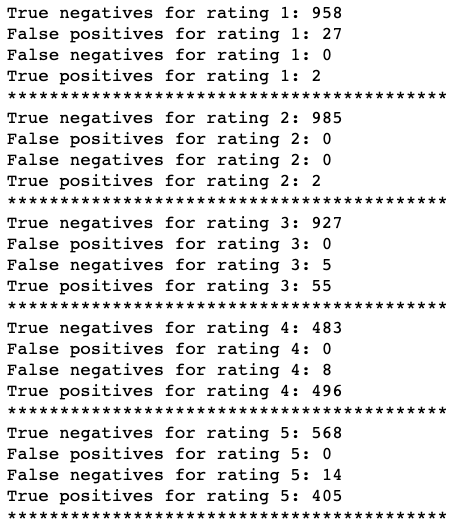 True negatives for rating 1: 958
False positives for rating 1: 27
False negatives for rating 1: 0
True positives for rating 1: 2
******************************************
True negatives for rating 2: 985
False positives for rating 2: 0
False negatives for rating 2: 0
True positives for rating 2: 2
******************************************
True negatives for rating 3: 927
False positives for rating 3: 0
False negatives for rating 3: 5
True positives for rating 3: 55
******************************************
True negatives for rating 4: 483
False positives for rating 4: 0
False negatives for rating 4: 8
True positives for rating 4: 496
******************************************
True negatives for rating 5: 568
False positives for rating 5: 0
False negatives for rating 5: 14
True positives for rating 5: 405
******************************************